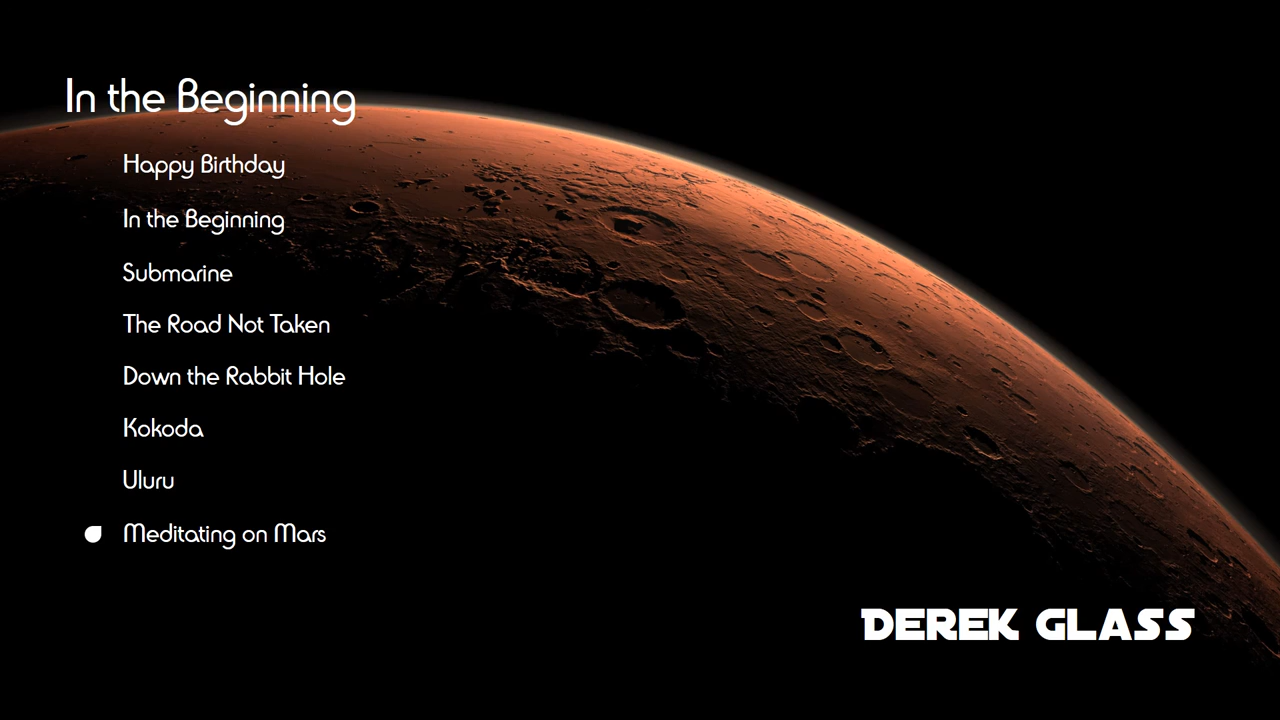 In the Beginning
Happy Birthday
In the Beginning
Submarine
The Road Not Taken
Down the Rabbit Hole
Kokoda
Uluru
Meditating on Mars
DEREK GLASS